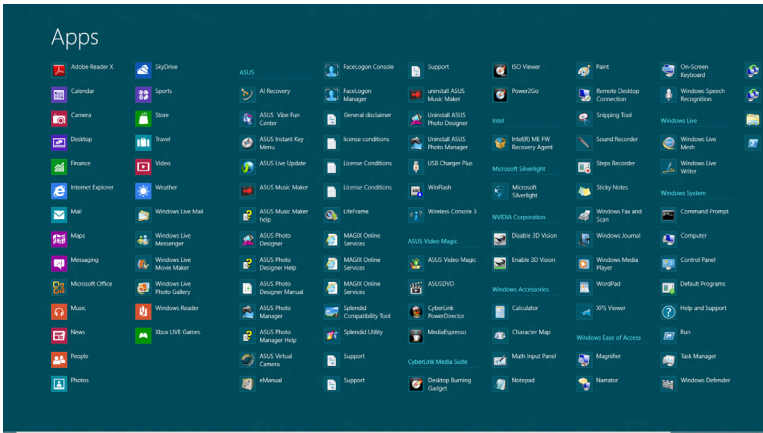 Apps
Adobe Reader X
Calendar
Camera
Desktop
Finance
Internet Explorer
Mail
Maps
Messaging
Microsoft Office
Music
News
People
Photos
SkyDrive
Sports
Store
Travel
Video
Weather
Windows Live Mail
Windows Live
Messenger
Windows Live
Movie Maker
Windows Live
Photo Gallery
Windows Reader
Xbox LIVE Games
ASUS
AI Recovery
ASUS Vibe Fun
Center
ASUS Instant Key
Menu
ASUS Live Update
ASUS Music Maker
ASUS Music Maker
help
ASUS Photo
Designer
ASUS Photo
Designer Help
ASUS Photo
Designer Manual
ASUS Photo
Manager
ASUS Photo
Manager Help
ASUS Virtual
Camera
eManual
FaceLogon Console
FaceLogon
Manager
General disclaimer
license conditions
License Conditions
License Conditions
LifeFrame
MAGIX Online
Services
MAGIX Online
Services
MAGIX Online
Services
Splendid
Compatibility Tool
Splendid Utility
Support
Support
Support
uninstall ASUS
Music Maker
Uninstall ASUS
Photo Designer
Uninstall ASUS
Photo Manager
USB Charger Plus
WinFlash
Wireless Console 3
ASUS Video Magic
ASUS Video Magic
ASUSDVD
CyberLink
PowerDirector
MediaEspresso
CyberLink Media Suite
Desktop Burning
Gadget
ISO Viewer
Power2Go
Intel
Intel(R) ME FW
Recovery Agent
Microsoft Silverlight
Microsoft
Silverlight
NVIDIA Corporation
Disable 3D Vision
Enable 3D Vision
Windows Accessories
Calculator
Character Map
Math Input Panel
Notepad
Paint
Remote Desktop
Connection
Snipping Tool
Sound Recorder
Steps Recorder
Sticky Notes
Windows Fax and
Scan
Windows Journal
Windows Media
Player
WordPad
XPS Viewer
Windows Ease of Access
Magnifier
Narrator
On-Screen
Keyboard
Windows Speech
Recognition
Windows Live
Windows Live
Mesh
Windows Live
Writer
Windows System
Command Prompt
Computer
Control Panel
Default Programs
Help and Support
Run
Task Manager
Windows Defender